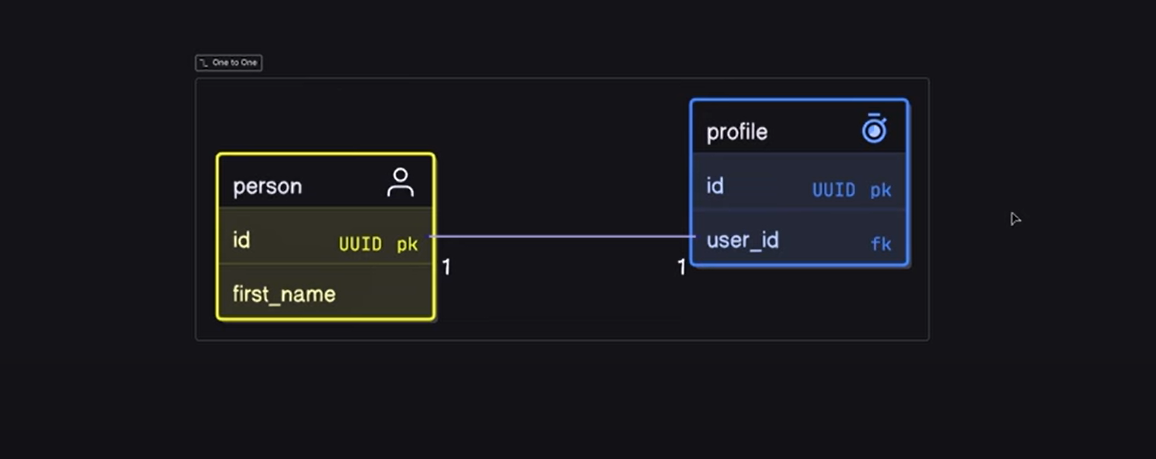 One to One
person
id UUID pk
first_name
1
1
profile
id UUID pk
user_id fk